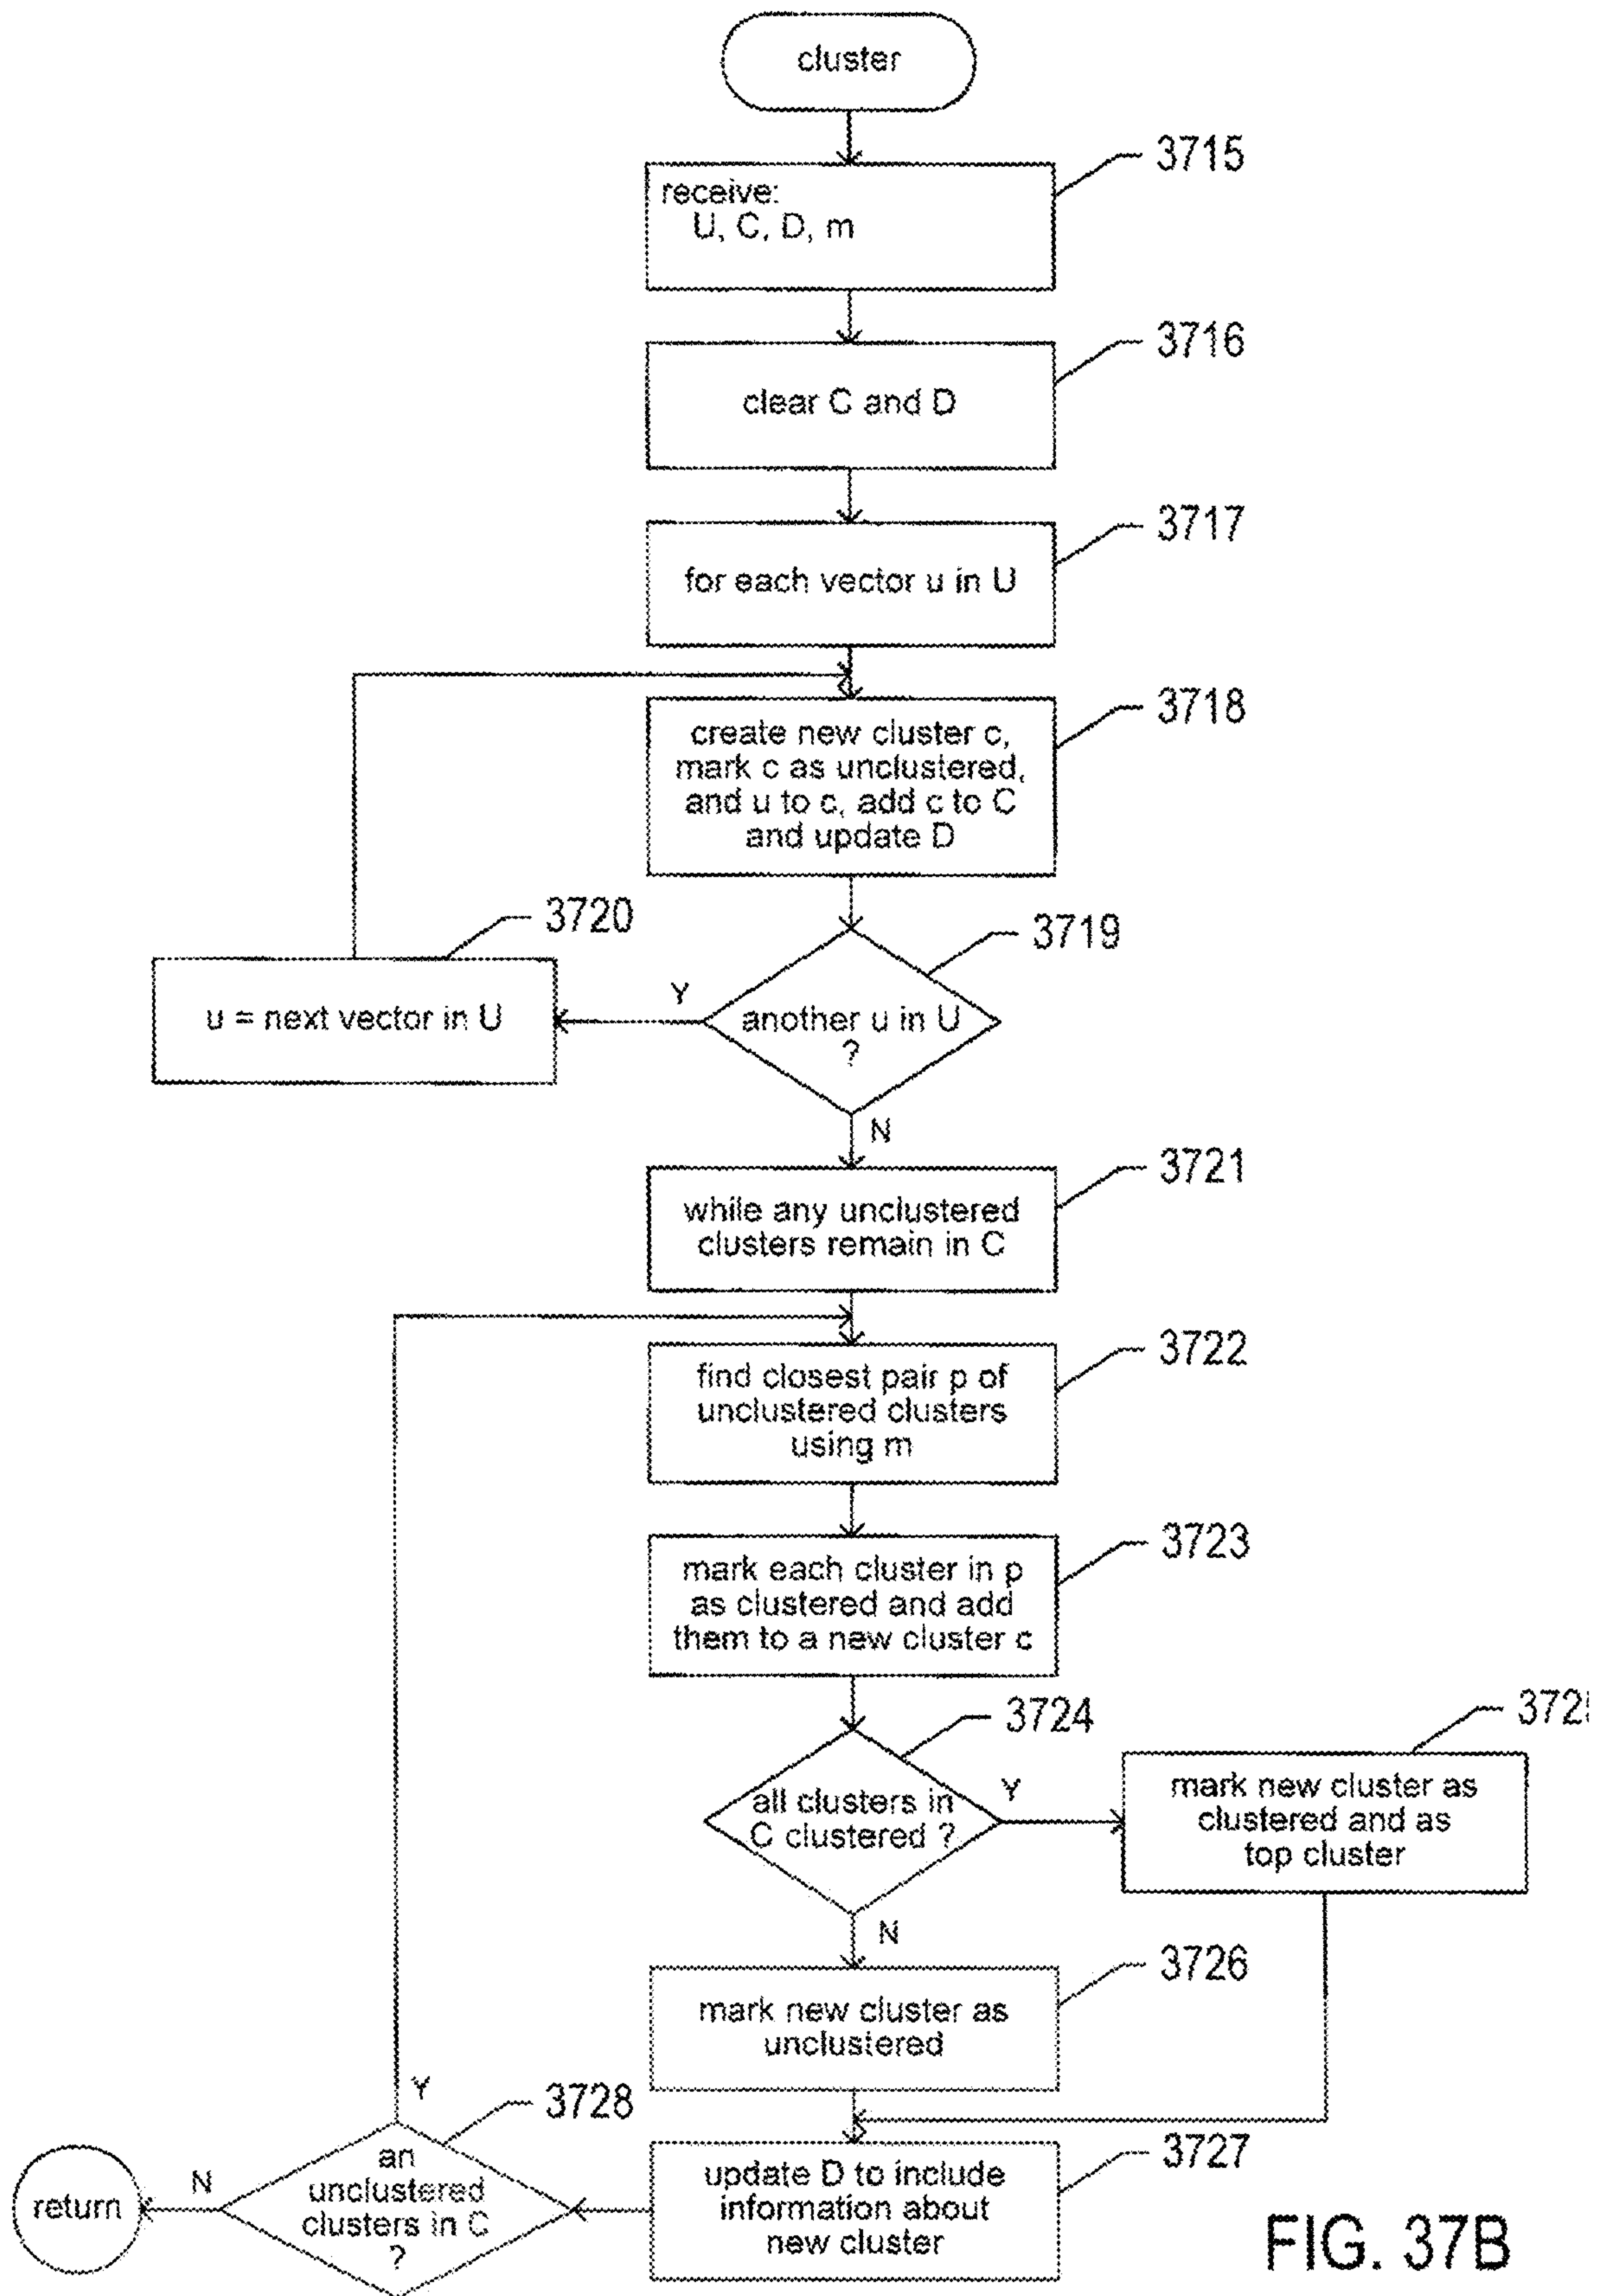 cluster
3715
receive:
U, C, D, m
3716
clear C and D
3717
for each vector u in U
3718
create new cluster c,
mark c as unclustered,
and u to c, add c to C
and update D
3720
3719
u = next vector in U
Y
another u in U
?
N
3721
while any unclustered
clusters remain in C
3722
find closest pair p of
unclustered clusters
using m
3723
mark each cluster in p
as clustered and add
them to a new cluster c
3724
all clusters in
C clustered ?
Y
mark new cluster as
clustered and as
top cluster
N
3726
mark new cluster as
unclustered
Y
3728
3727
return
N
an
unclustered
clusters in C
?
update D to include
information about
new cluster
FIG. 37B